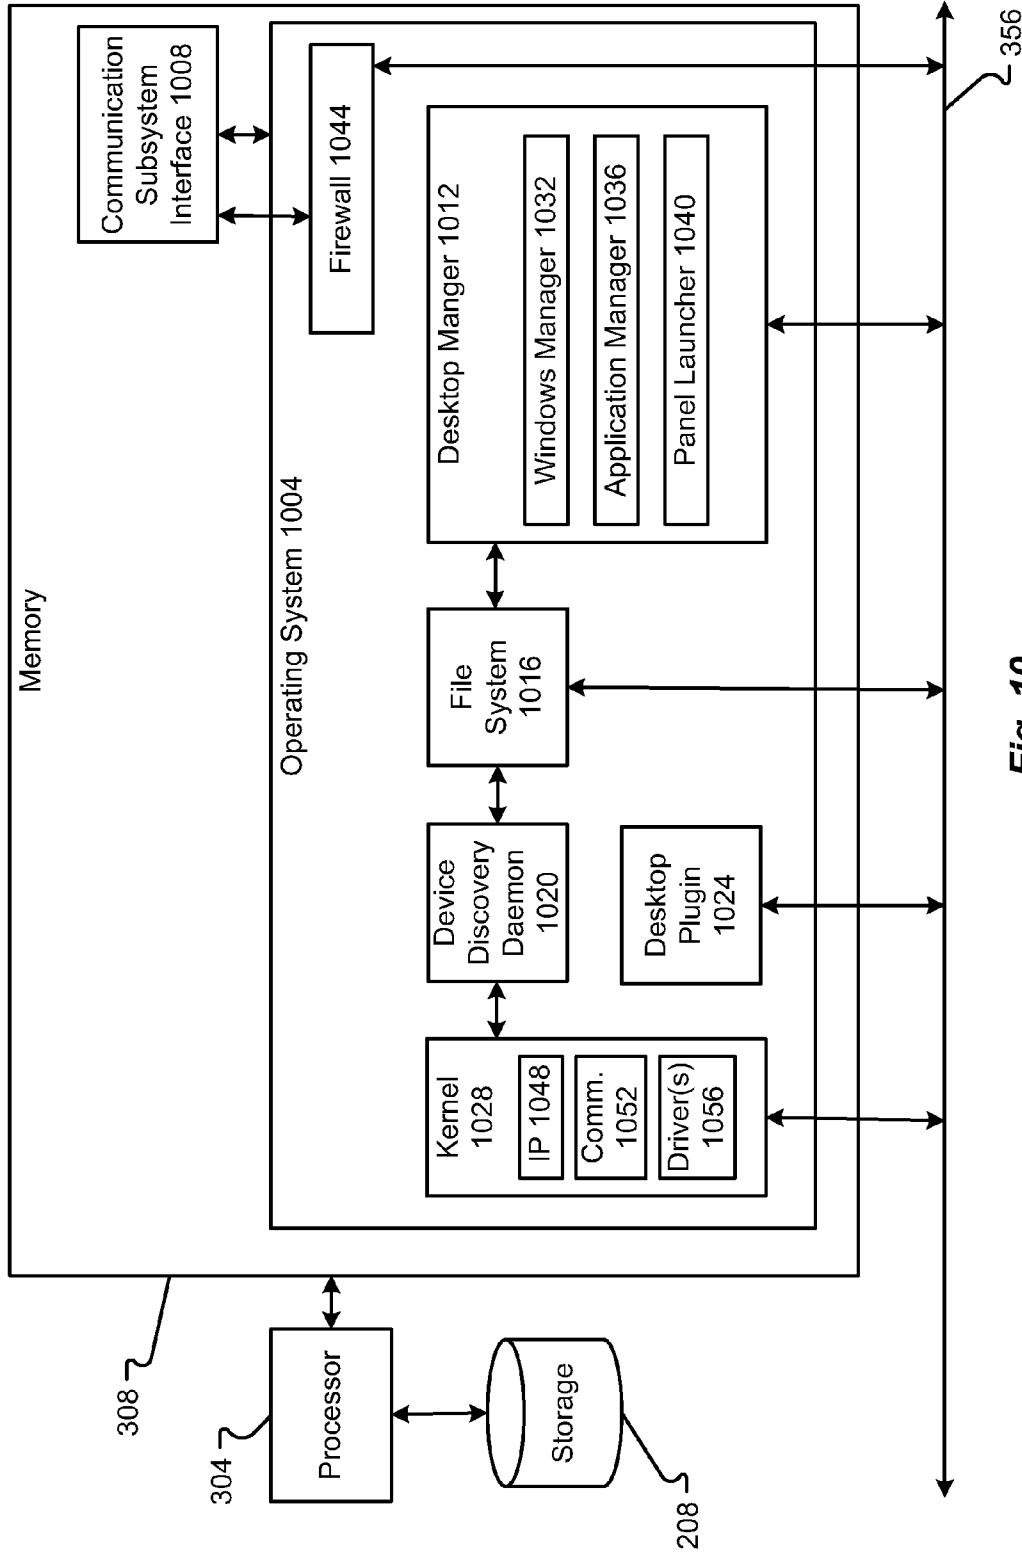 Memory
308
Communication
Subsystem
Interface 1008
304
Processor
Operating System 1004
Firewall 1044
Kernel
1028
IP 1048
Comm.
1052
Driver(s)
1056
Device
Discovery
Daemon
1020
File
System
1016
Desktop Manger 1012
Windows Manager 1032
Application Manager 1036
Panel Launcher 1040
Storage
208
Desktop
Plugin
1024
356
Fig. 10